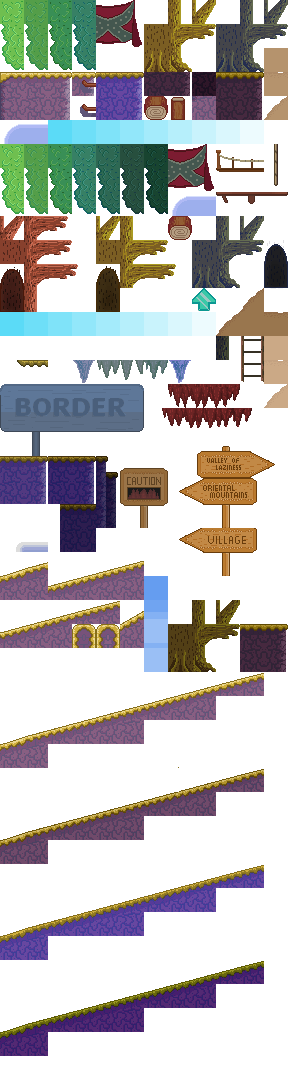 BORDER
CAUTION
VALLEY OF
LAZINESS
ORIENTAL
MOUNTAINS
VILLAGE